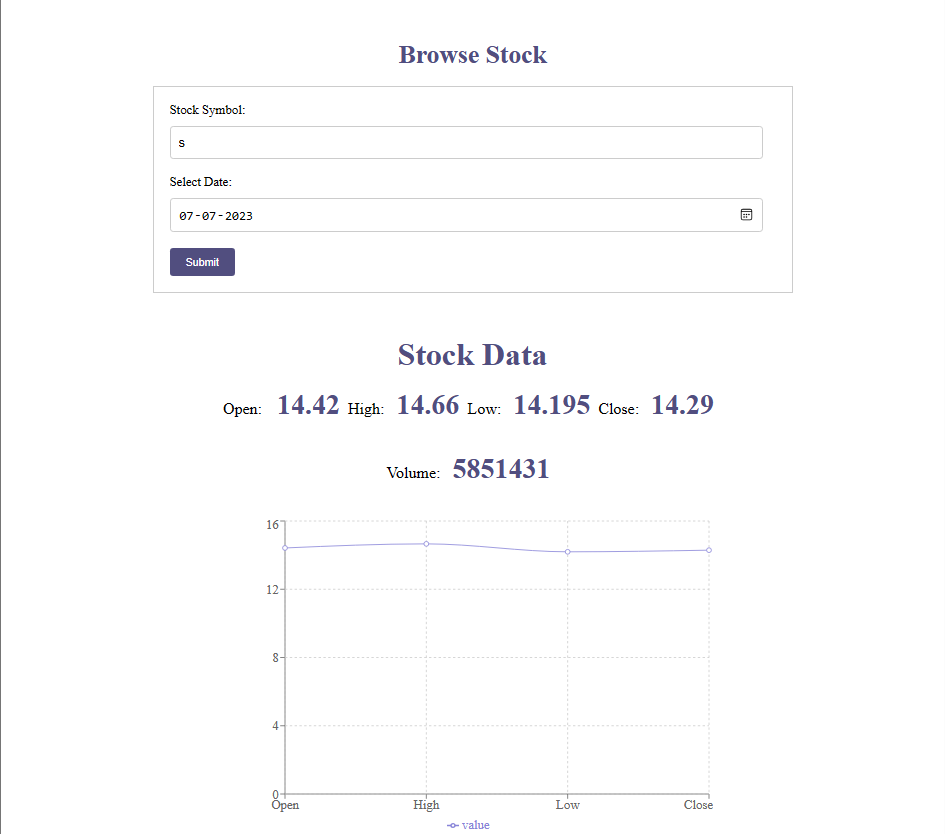 Browse Stock
Stock Symbol:
s
Select Date:
07-07-2023
Submit
Stock Data
Open: 14.42 High: 14.66 Low: 14.195 Close: 14.29
Volume: 5851431
16
12
8
4
0
Open High Low Close
value